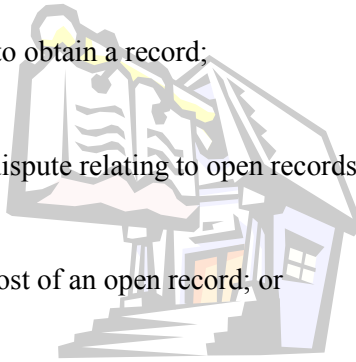 to obtain a record;
dispute relating to open records
ost of an open record; or